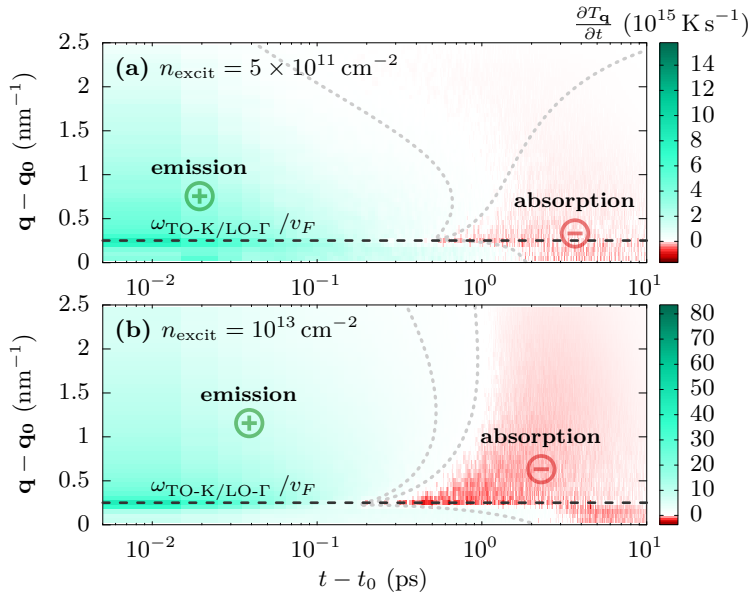 ∂T_q/∂t (10^15 K s^−1)
(a) n_excit = 5 × 10^11 cm^−2
q − q_0 (nm^−1)
2.5
2
1.5
1
0.5
0
emission
+
absorption
−
ω_TO-K/LO-Γ /v_F
14
12
10
8
6
4
2
0
10^−2 10^−1 10^0 10^1
(b) n_excit = 10^13 cm^−2
q − q_0 (nm^−1)
2.5
2
1.5
1
0.5
0
emission
+
absorption
−
ω_TO-K/LO-Γ /v_F
80
70
60
50
40
30
20
10
0
10^−2 10^−1 10^0 10^1
t − t_0 (ps)